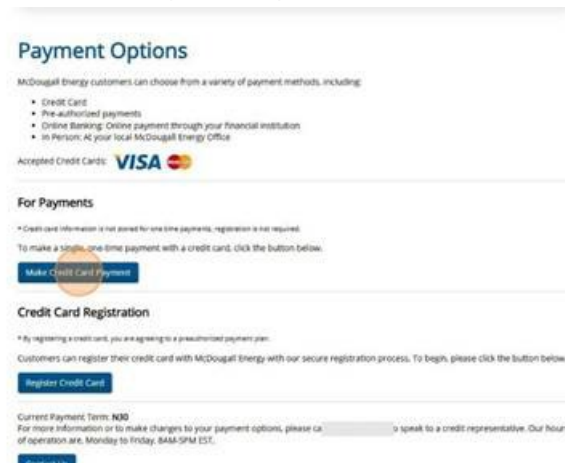 Payment Options
McDougall Energy customers can choose from a variety of payment methods, including:
• Credit Card
• Pre-authorized payments
• Online Banking: Online payment through your financial institution
• In Person: At your local McDougall Energy Office
Accepted Credit Cards: VISA
For Payments
* Credit card information is not stored for one time payments, registration is not required.
To make a single, one-time payment with a credit card, click the button below.
Make Credit Card Payment
Credit Card Registration
* By registering a credit card, you are agreeing to a preauthorized payment plan.
Customers can register their credit card with McDougall Energy with our secure registration process. To begin, please click the button below
Register Credit Card
Current Payment Term: N30
For more information or to make changes to your payment options, please ca o speak to a credit representative. Our hour
of operation are, Monday to Friday, 8AM-5PM EST.